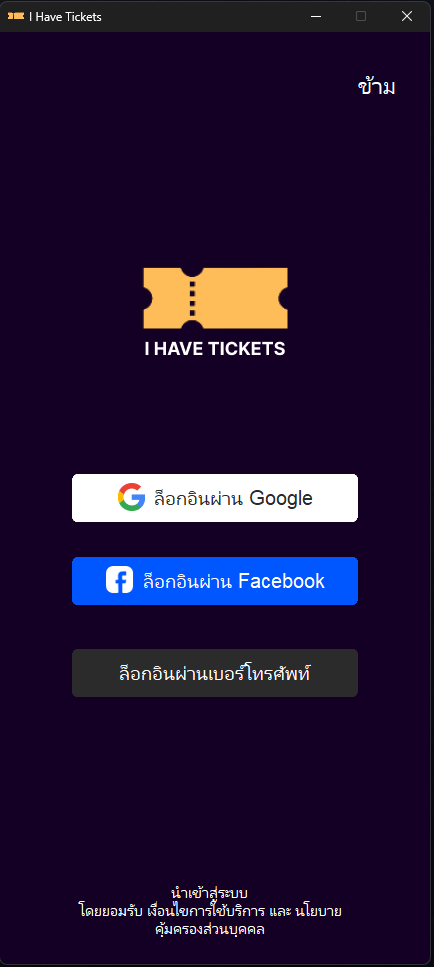 I Have Tickets
ข้าม
I HAVE TICKETS
ล็อกอินผ่าน Google
ล็อกอินผ่าน Facebook
ล็อกอินผ่านเบอร์โทรศัพท์
นำเข้าสู่ระบบ
โดยยอมรับ เงื่อนไขการใช้บริการ และ นโยบาย
คุ้มครองส่วนบุคคล